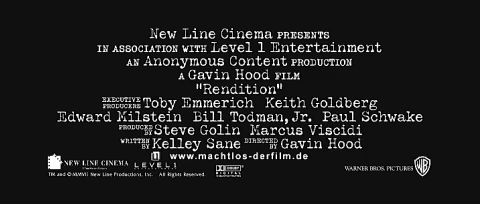 New Line Cinema PRESENTS
IN ASSOCIATION WITH Level 1 Entertainment
AN Anonymous Content PRODUCTION
A Gavin Hood FILM
"Rendition"
EXECUTIVE PRODUCERS Toby Emmerich Keith Goldberg
Edward Milstein Bill Todman, Jr. Paul Schwake
PRODUCED BY Steve Golin Marcus Viscidi
WRITTEN BY Kelley Sane DIRECTED BY Gavin Hood
www.machtlos-derfilm.de
NEW LINE CINEMA
LEVEL 1
DIGITAL
WARNER BROS. PICTURES
TM and © MMVII New Line Productions, Inc. All Rights Reserved.